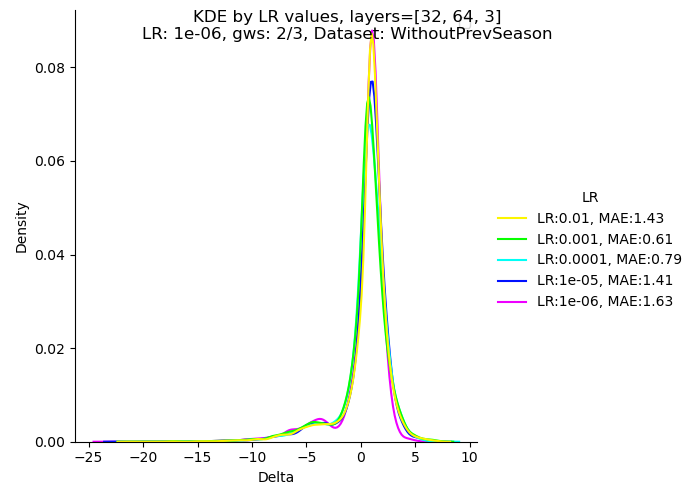 KDE by LR values, layers=[32, 64, 3]
LR: 1e-06, gws: 2/3, Dataset: WithoutPrevSeason
0.08
0.06
0.04
0.02
0.00
Density
−25
−20
−15
−10
−5
0
5
10
Delta
LR
LR:0.01, MAE:1.43
LR:0.001, MAE:0.61
LR:0.0001, MAE:0.79
LR:1e-05, MAE:1.41
LR:1e-06, MAE:1.63